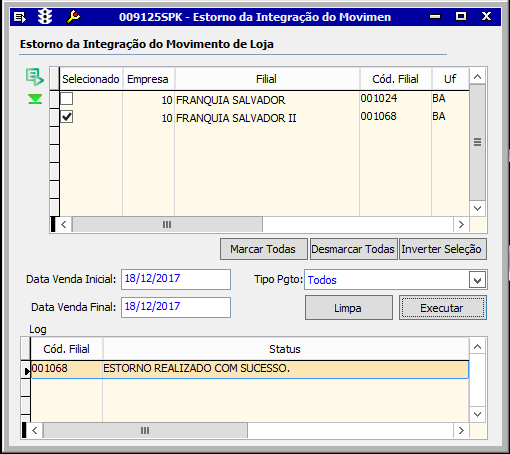 009125SPK - Estorno da Integração do Movimen
Estorno da Integração do Movimento de Loja
Selecionado Empresa Filial Cód. Filial Uf
10 FRANQUIA SALVADOR 001024 BA
10 FRANQUIA SALVADOR II 001068 BA
Marcar Todas Desmarcar Todas Inverter Seleção
Data Venda Inicial: 18/12/2017 Tipo Pgto: Todos
Data Venda Final: 18/12/2017 Limpa Executar
Log
Cód. Filial Status
001068 ESTORNO REALIZADO COM SUCESSO.